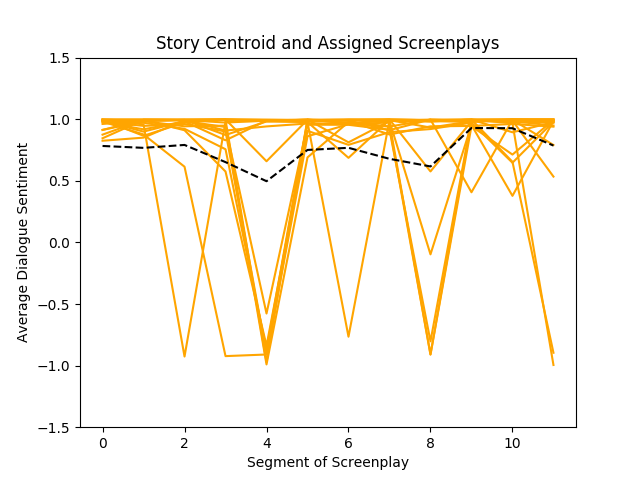 Story Centroid and Assigned Screenplays
1.5
1.0
0.5
0.0
−0.5
−1.0
−1.5
Average Dialogue Sentiment
0 2 4 6 8 10
Segment of Screenplay